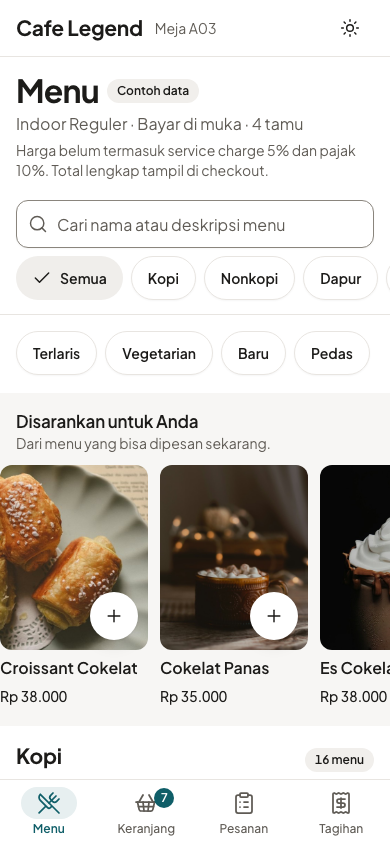 Cafe Legend Meja A03
Menu Contoh data
Indoor Reguler · Bayar di muka · 4 tamu
Harga belum termasuk service charge 5% dan pajak
10%. Total lengkap tampil di checkout.
Cari nama atau deskripsi menu
Semua Kopi Nonkopi Dapur
Terlaris Vegetarian Baru Pedas
Disarankan untuk Anda
Dari menu yang bisa dipesan sekarang.
Croissant Cokelat Cokelat Panas Es Cokela
Rp 38.000 Rp 35.000 Rp 38.000
Kopi 16 menu
7
Menu Keranjang Pesanan Tagihan